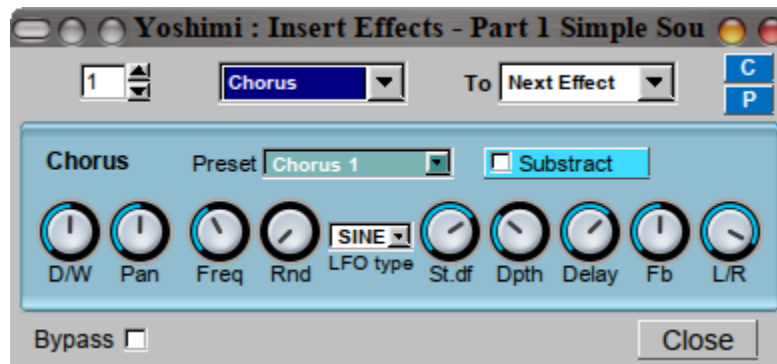 Yoshimi : Insert Effects - Part 1 Simple Sou
1 Chorus To Next Effect C
P
Chorus Preset Chorus 1 Substract
SINE
D/W Pan Freq Rnd LFO type St.df Dpth Delay Fb L/R
Bypass Close